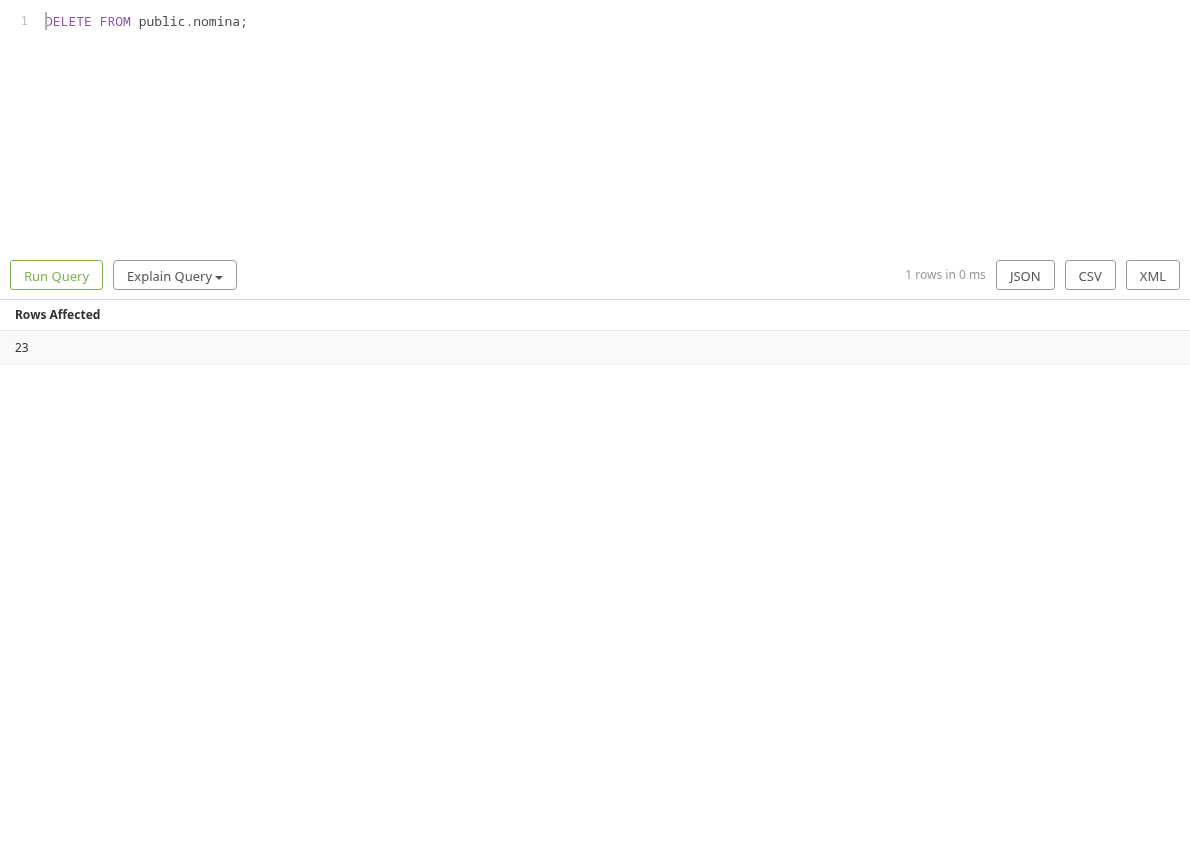 1 DELETE FROM public.nomina;
Run Query Explain Query 1 rows in 0 ms JSON CSV XML
Rows Affected
23